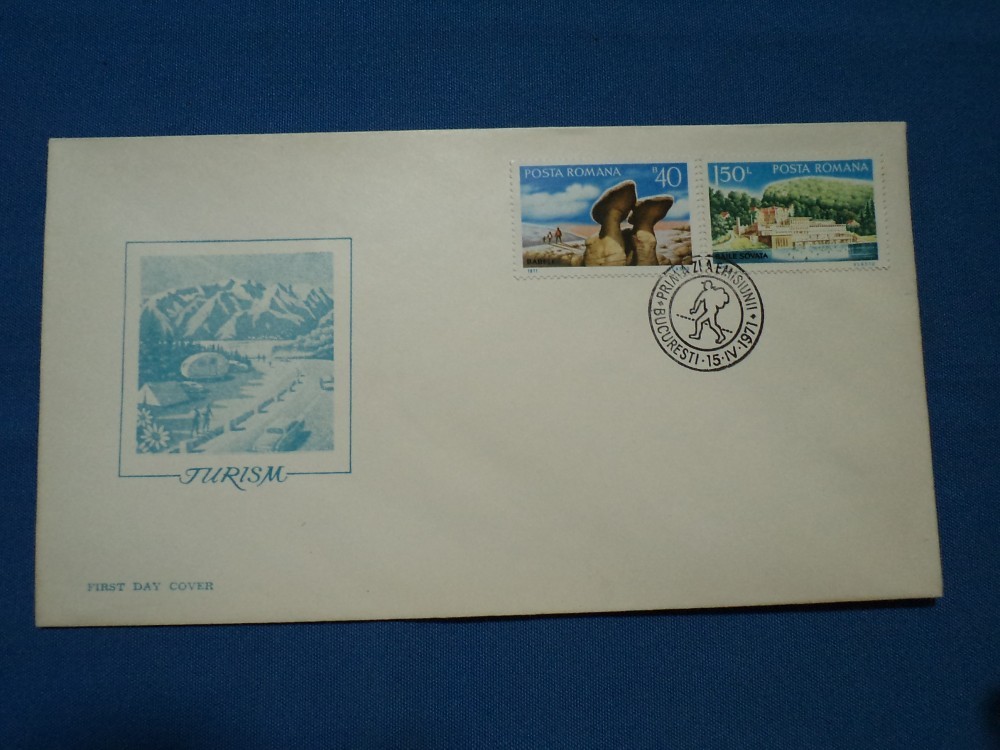 POSTA ROMANA
B40
BABELE
1971
150L
POSTA ROMANA
BAILE SOVATA
PRIMA ZI A EMISIUNII
BUCURESTI · 15·IV·1971
TURISM
FIRST DAY COVER